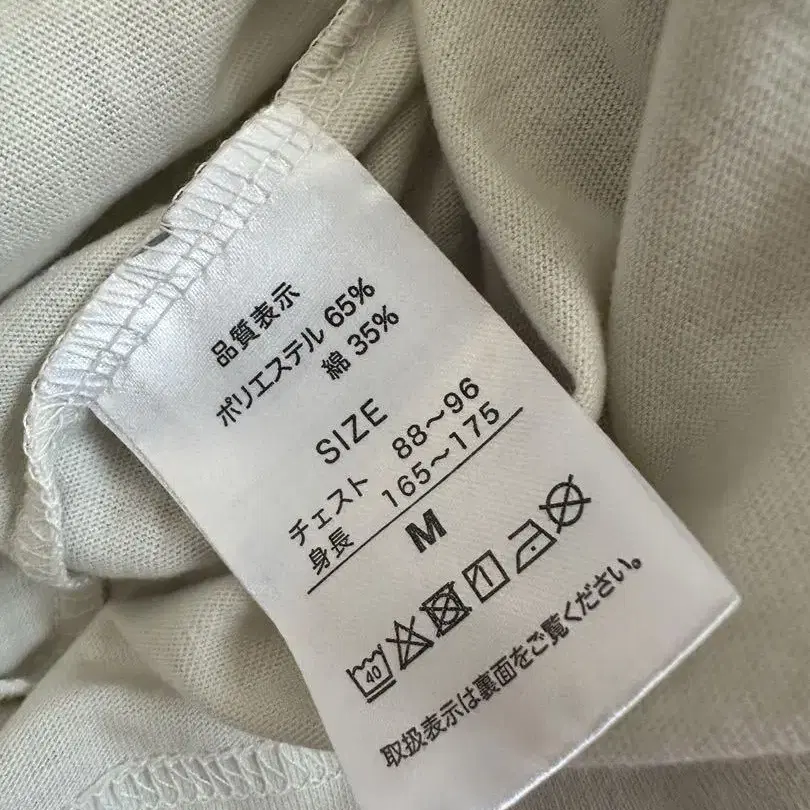 品質表示
ポリエステル 65%
綿 35%
SIZE
チェスト 88～96
身長 165～175
M
40
取扱表示は裏面をご覧ください。